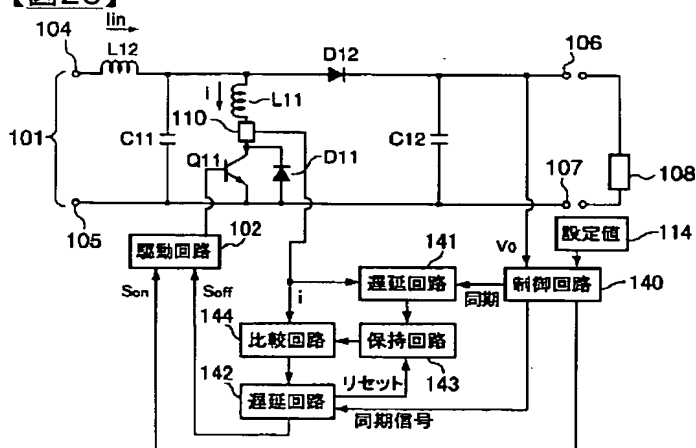 【図20】
Iin
104
L12
D12
106
i
L11
110
101
C11
C12
Q11
D11
108
107
105
102
141
Vo
設定値
114
駆動回路
Son
Soff
i
遅延回路
同期
制御回路
140
144
比較回路
保持回路
143
142
リセット
遅延回路
同期信号